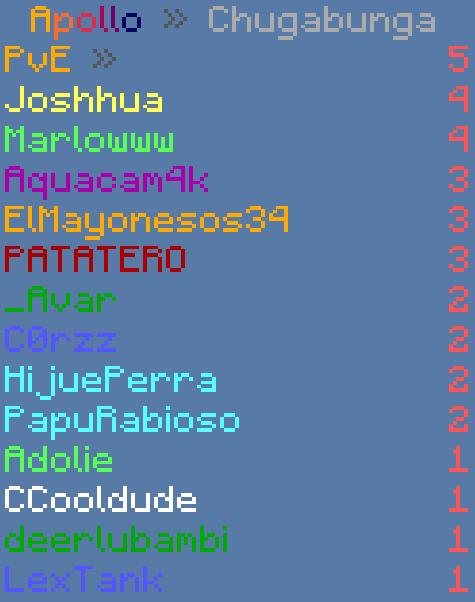 Apollo » Chugabunga
PvE » 5
Joshhua 4
Marlowww 4
Aquacam4k 3
ElMayonesos34 3
PATATERO 3
_Avar 2
C0rzz 2
HijuePerra 2
PapuRabioso 2
Adolie 1
CCooldude 1
deerlubambi 1
LexTank 1